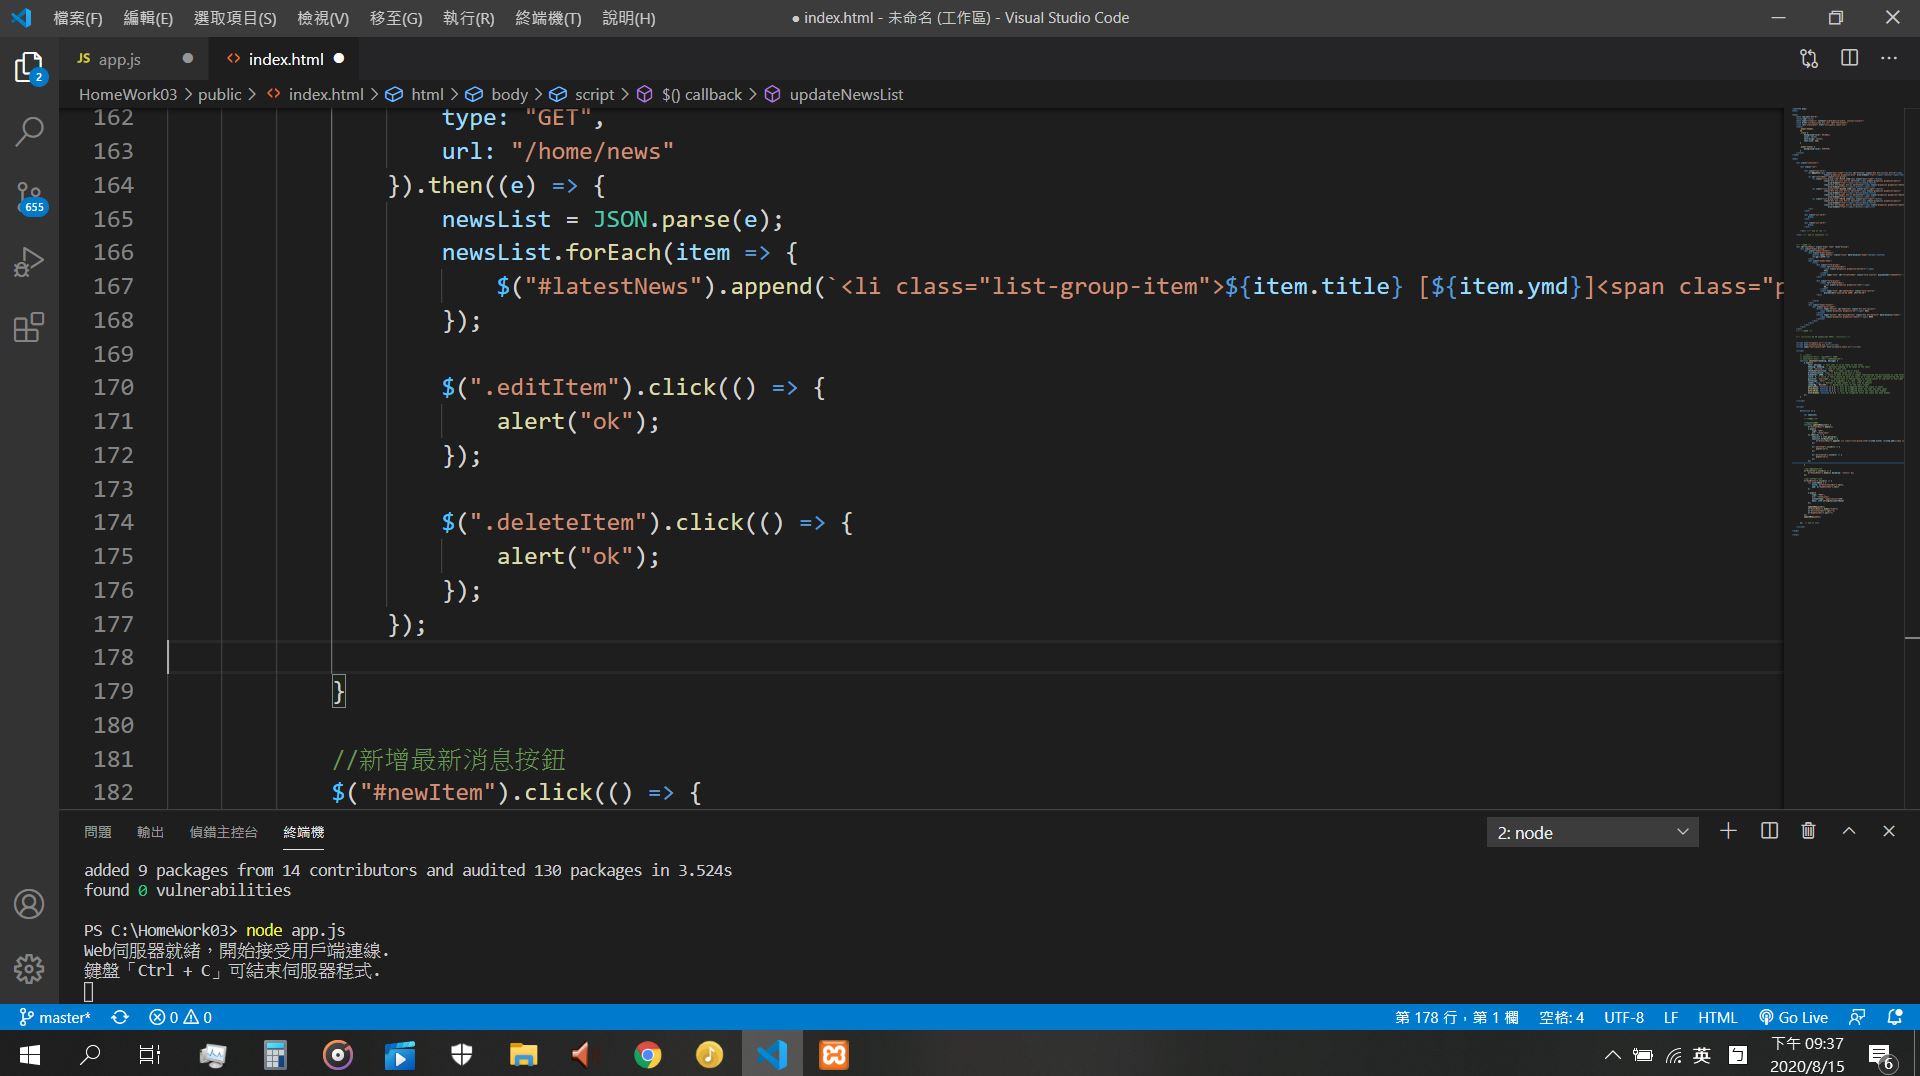 檔案(F) 編輯(E) 選取項目(S) 檢視(V) 移至(G) 執行(R) 終端機(T) 說明(H) ● index.html - 未命名 (工作區) - Visual Studio Code
JS app.js ● <> index.html ●
HomeWork03 > public > <> index.html > html > body > script > $() callback > updateNewsList
162 type: "GET",
163 url: "/home/news"
164 }).then((e) => {
165 newsList = JSON.parse(e);
166 newsList.forEach(item => {
167 $("#latestNews").append(`<li class="list-group-item">${item.title} [${item.ymd}]<span class="p
168 });
169
170 $(".editItem").click(() => {
171 alert("ok");
172 });
173
174 $(".deleteItem").click(() => {
175 alert("ok");
176 });
177 });
178
179 }
180
181 //新增最新消息按鈕
182 $("#newItem").click(() => {
2
655
問題 輸出 偵錯主控台 終端機 2: node
added 9 packages from 14 contributors and audited 130 packages in 3.524s
found 0 vulnerabilities
PS C:\HomeWork03> node app.js
Web伺服器就緒，開始接受用戶端連線.
鍵盤「Ctrl + C」可結束伺服器程式.
master* 0 0 第 178 行，第 1 欄 空格: 4 UTF-8 LF HTML Go Live
英 下午 09:37
2020/8/15 6